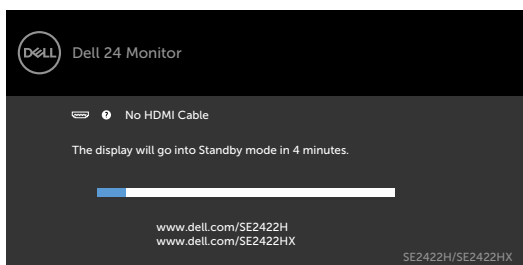 DELL Dell 24 Monitor
? No HDMI Cable
The display will go into Standby mode in 4 minutes.
www.dell.com/SE2422H
www.dell.com/SE2422HX
SE2422H/SE2422HX